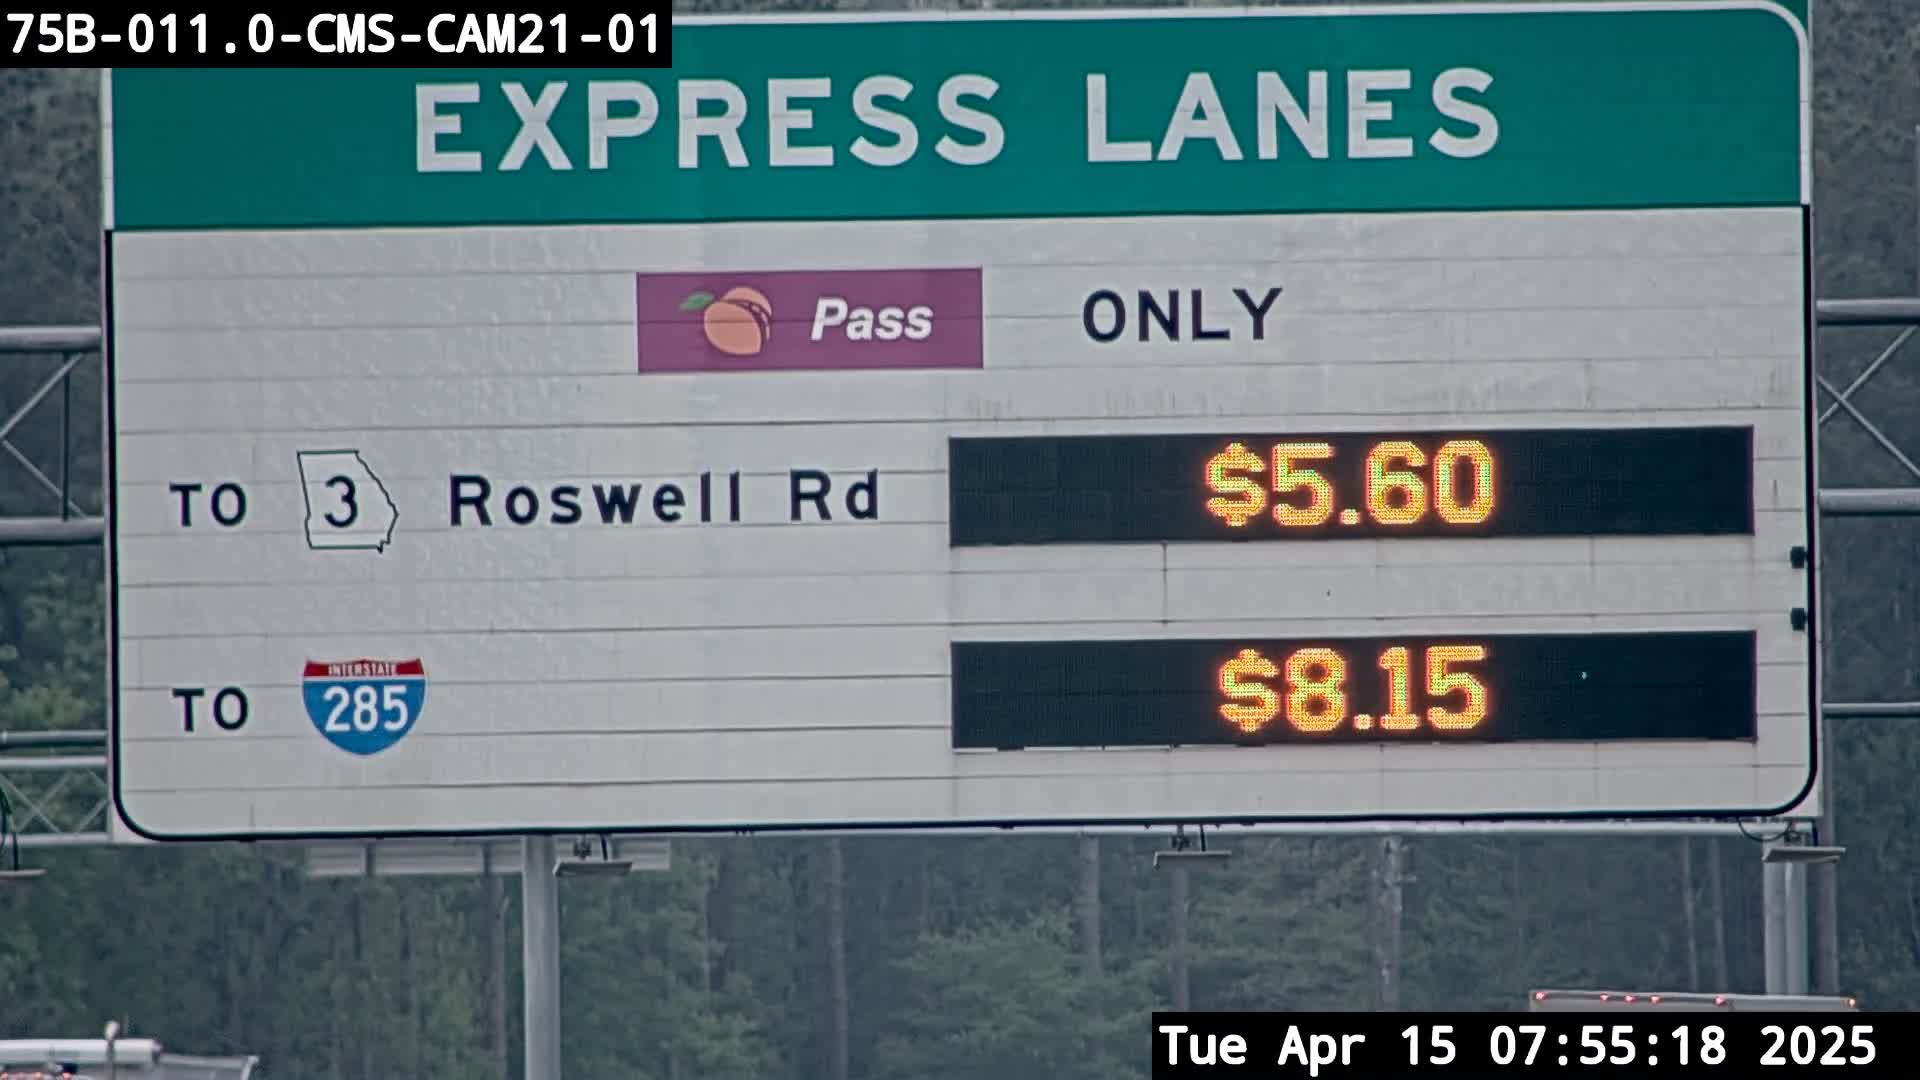 75B-011.0-CMS-CAM21-01
EXPRESS LANES
Pass ONLY
TO 3 Roswell Rd $5.60
TO INTERSTATE 285 $8.15
Tue Apr 15 07:55:18 2025